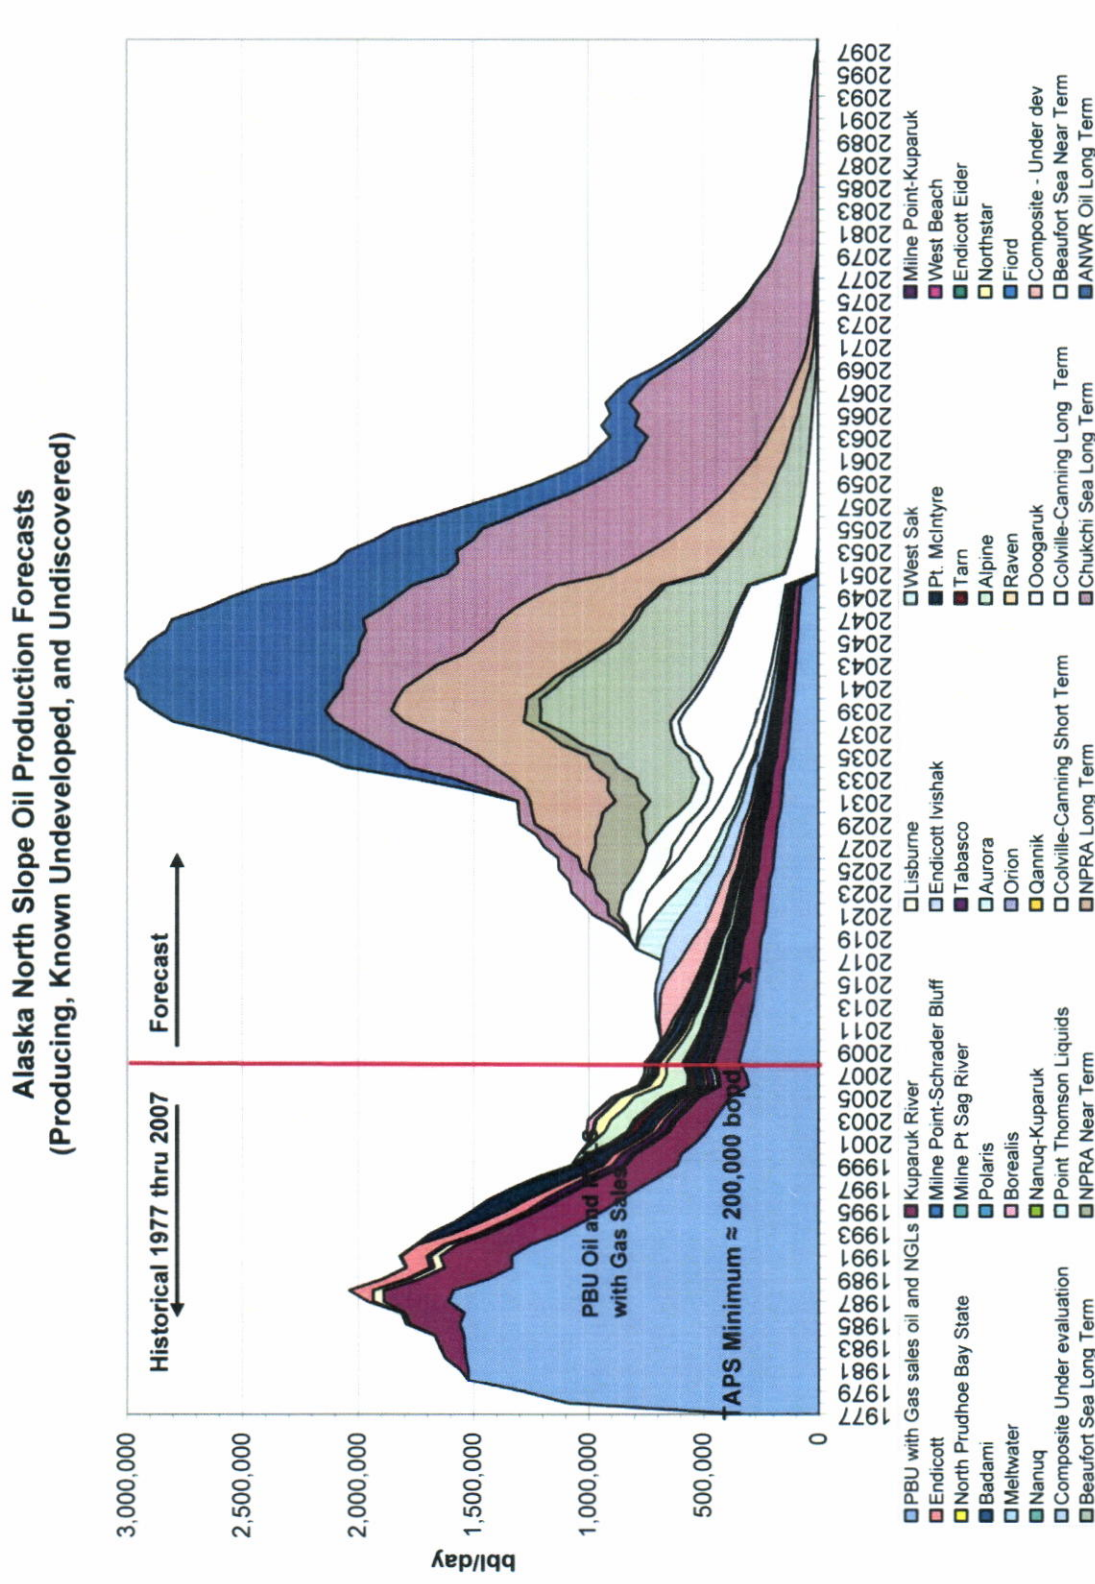 Alaska North Slope Oil Production Forecasts
(Producing, Known Undeveloped, and Undiscovered)
Historical 1977 thru 2007
Forecast
bbl/day
3,000,000
2,500,000
2,000,000
1,500,000
1,000,000
500,000
0
PBU Oil and
with Gas Sales
TAPS Minimum ≈ 200,000 bopd
1977 1979 1981 1983 1985 1987 1989 1991 1993 1995 1997 1999 2001 2003 2005 2007 2009 2011 2013 2015 2017 2019 2021 2023 2025 2027 2029 2031 2033 2035 2037 2039 2041 2043 2045 2047 2049 2051 2053 2055 2057 2059 2061 2063 2065 2067 2069 2071 2073 2075 2077 2079 2081 2083 2085 2087 2089 2091 2093 2095 2097
PBU with Gas sales oil and NGLs Kuparuk River Lisburne West Sak Milne Point-Kuparuk
Endicott Milne Point-Schrader Bluff Endicott Ivishak Pt. McIntyre West Beach
North Prudhoe Bay State Milne Pt Sag River Tabasco Tarn Endicott Eider
Badami Polaris Aurora Alpine Northstar
Meltwater Borealis Orion Raven Fiord
Nanuq Nanuq-Kuparuk Qannik Ooogaruk Composite - Under dev
Composite Under evaluation Point Thomson Liquids Colville-Canning Short Term Colville-Canning Long Term Beaufort Sea Near Term
Beaufort Sea Long Term NPRA Near Term NPRA Long Term Chukchi Sea Long Term ANWR Oil Long Term